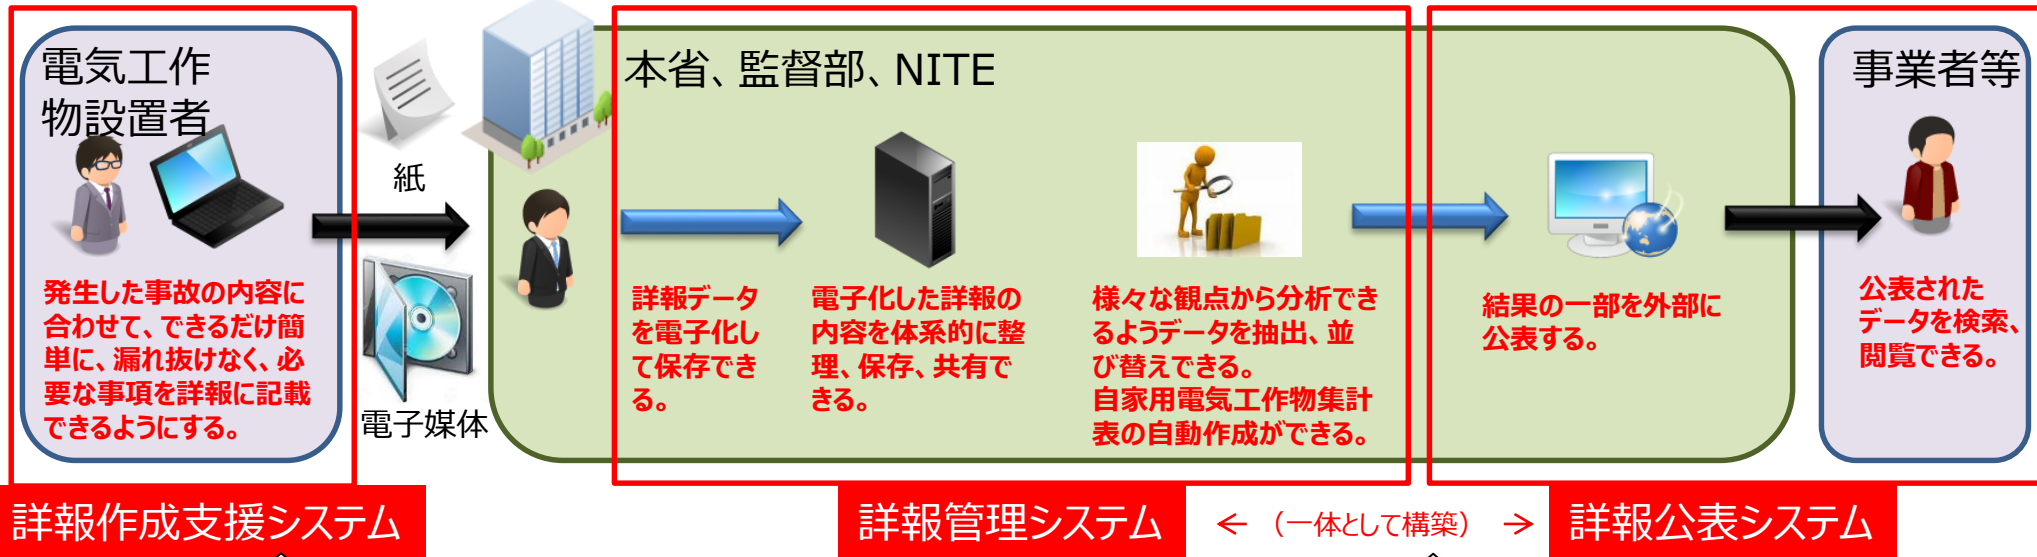 電気工作
物設置者
発生した事故の内容に
合わせて、できるだけ簡
単に、漏れ抜けなく、必
要な事項を詳報に記載
できるようにする。
紙
電子媒体
本省、監督部、NITE
詳報データ
を電子化し
て保存でき
る。
電子化した詳報の
内容を体系的に整
理、保存、共有で
きる。
様々な観点から分析でき
るようデータを抽出、並
び替えできる。
自家用電気工作物集計
表の自動作成ができる。
結果の一部を外部に
公表する。
事業者等
公表された
データを検索、
閲覧できる。
詳報作成支援システム
詳報管理システム
← （一体として構築） →
詳報公表システム